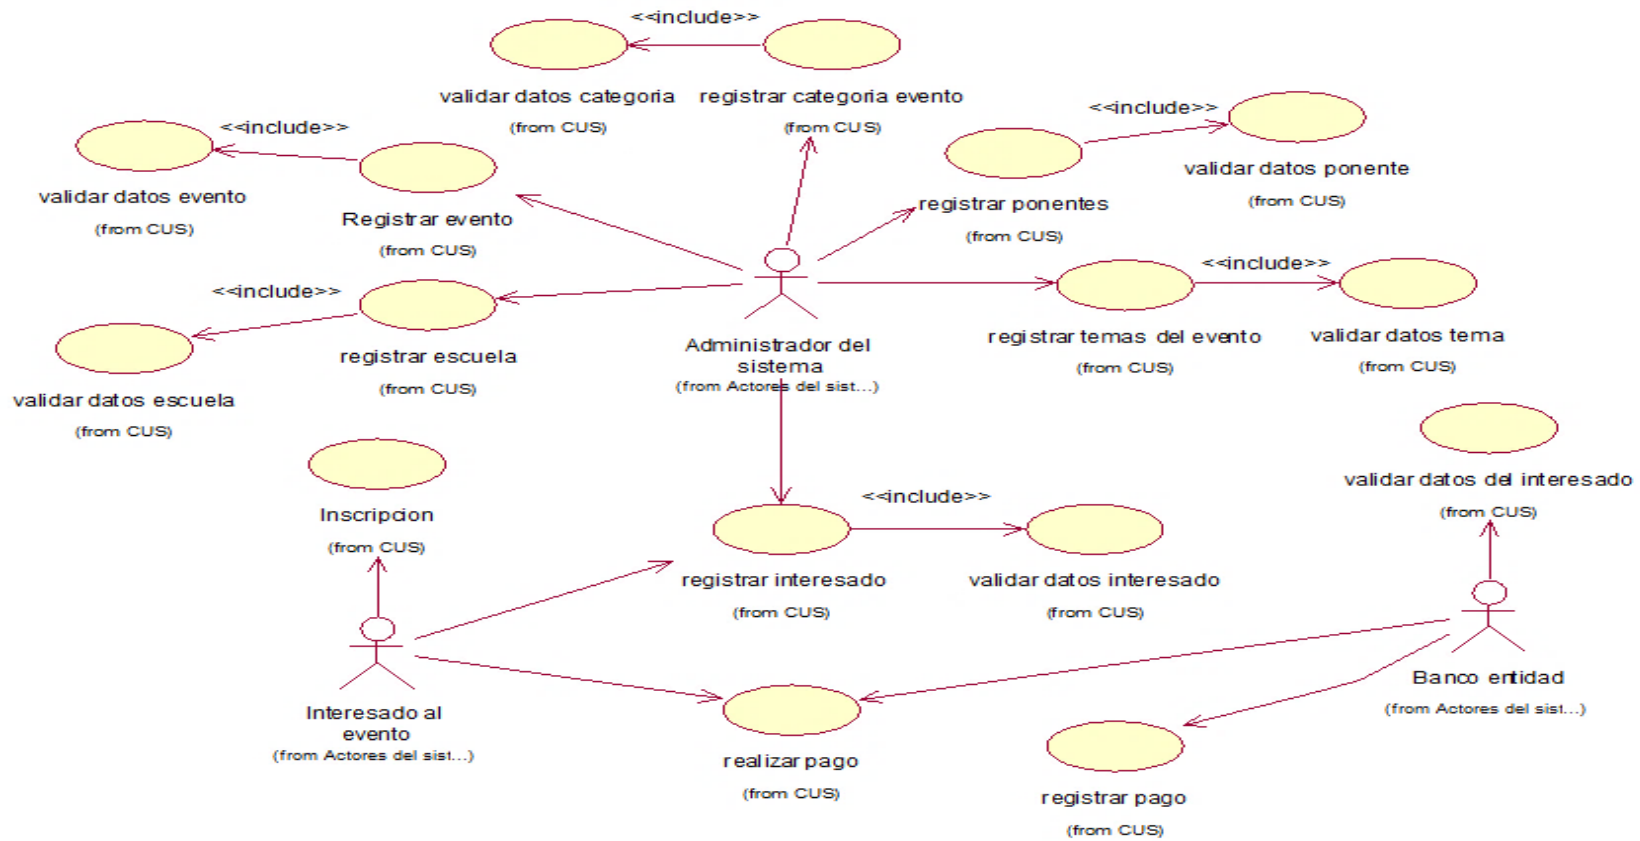 <<include>>
validar datos categoria
(from CUS)
registrar categoria evento
(from CUS)
<<include>>
validar datos evento
(from CUS)
Registrar evento
(from CUS)
<<include>>
registrar ponentes
(from CUS)
validar datos ponente
(from CUS)
<<include>>
validar datos escuela
(from CUS)
registrar escuela
(from CUS)
Administrador del
sistema
(from Actores del sist...)
<<include>>
registrar temas del evento
(from CUS)
validar datos tema
(from CUS)
Inscripcion
(from CUS)
<<include>>
registrar interesado
(from CUS)
validar datos interesado
(from CUS)
validar datos del interesado
(from CUS)
Interesado al
evento
(from Actores del sist...)
realizar pago
(from CUS)
Banco entidad
(from Actores del sist...)
registrar pago
(from CUS)